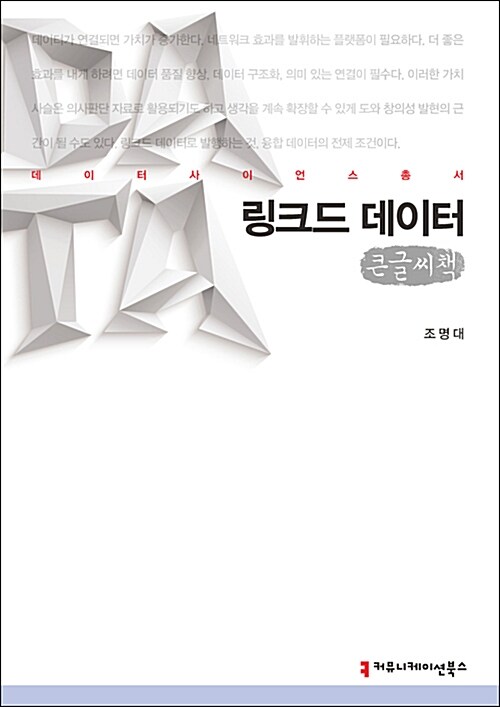 데이터가 연결되면 가치가 증가한다. 네트워크 효과를 발휘하는 플랫폼이 필요하다. 더 좋은
효과를 내게 하려면 데이터 품질 향상, 데이터 구조화, 의미 있는 연결이 필수다. 이러한 가치
사슬은 의사판단 자료로 활용되기도 하고 생각을 계속 확장할 수 있게 도와 창의성 발현의 근
간이 될 수도 있다. 링크드 데이터로 발행하는 것, 융합 데이터의 전제 조건이다.
데이터사이언스총서
DA
TA
링크드 데이터
큰글씨책
조명대
커뮤니케이션북스